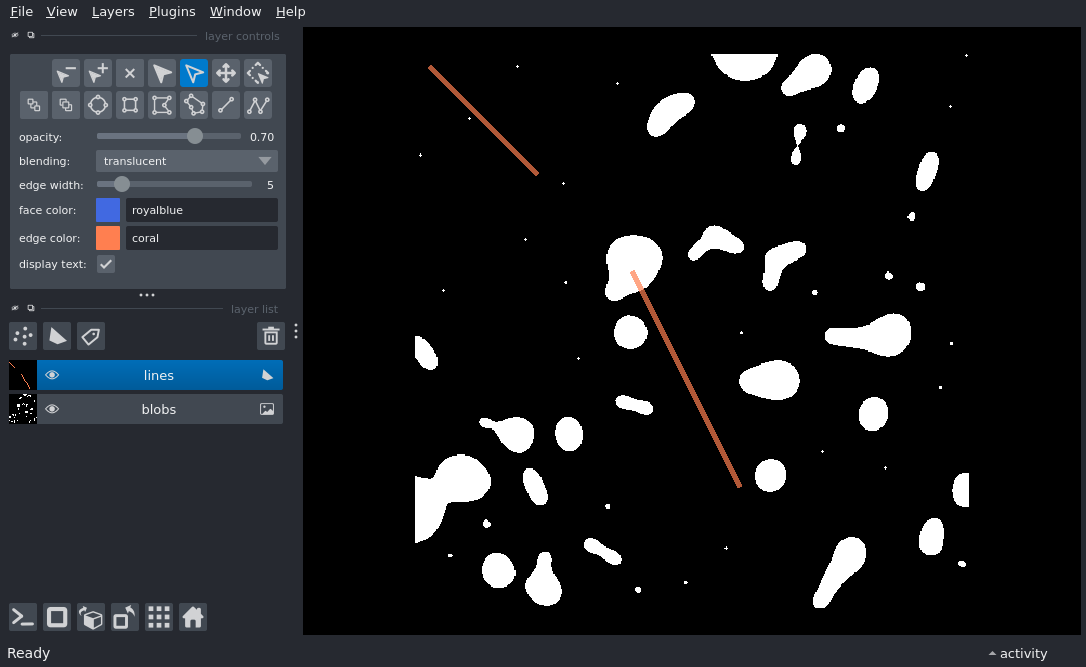 File View Layers Plugins Window Help
layer controls
opacity: 0.70
blending: translucent
edge width: 5
face color: royalblue
edge color: coral
display text:
layer list
lines
blobs
Ready
activity